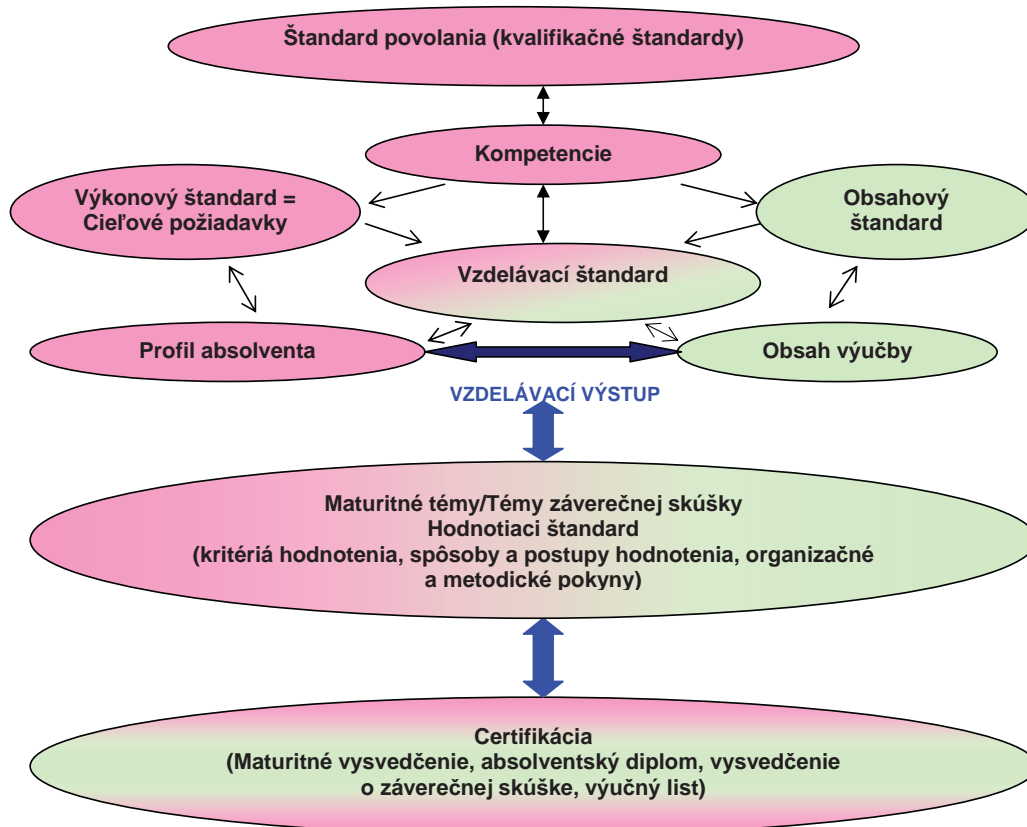 Štandard povolania (kvalifikačné štandardy)
Kompetencie
Výkonový štandard =
Cieľové požiadavky
Obsahový
štandard
Vzdelávací štandard
Profil absolventa
Obsah výučby
VZDELÁVACÍ VÝSTUP
Maturitné témy/Témy záverečnej skúšky
Hodnotiaci štandard
(kritériá hodnotenia, spôsoby a postupy hodnotenia, organizačné
a metodické pokyny)
Certifikácia
(Maturitné vysvedčenie, absolventský diplom, vysvedčenie
o záverečnej skúške, výučný list)